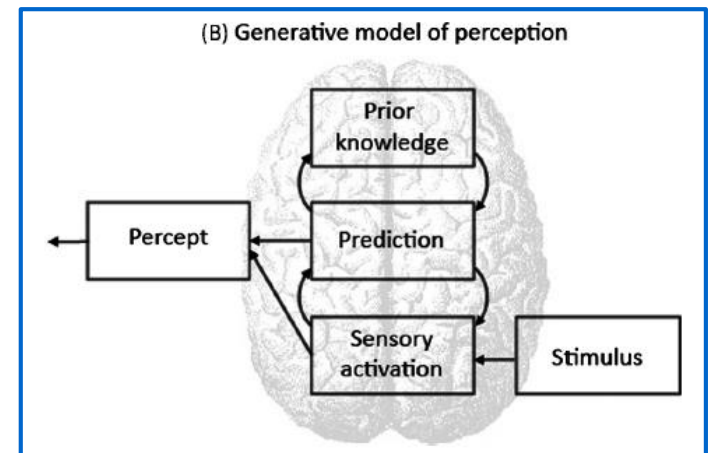 (B) Generative model of perception
Prior
knowledge
Percept
Prediction
Sensory
activation
Stimulus